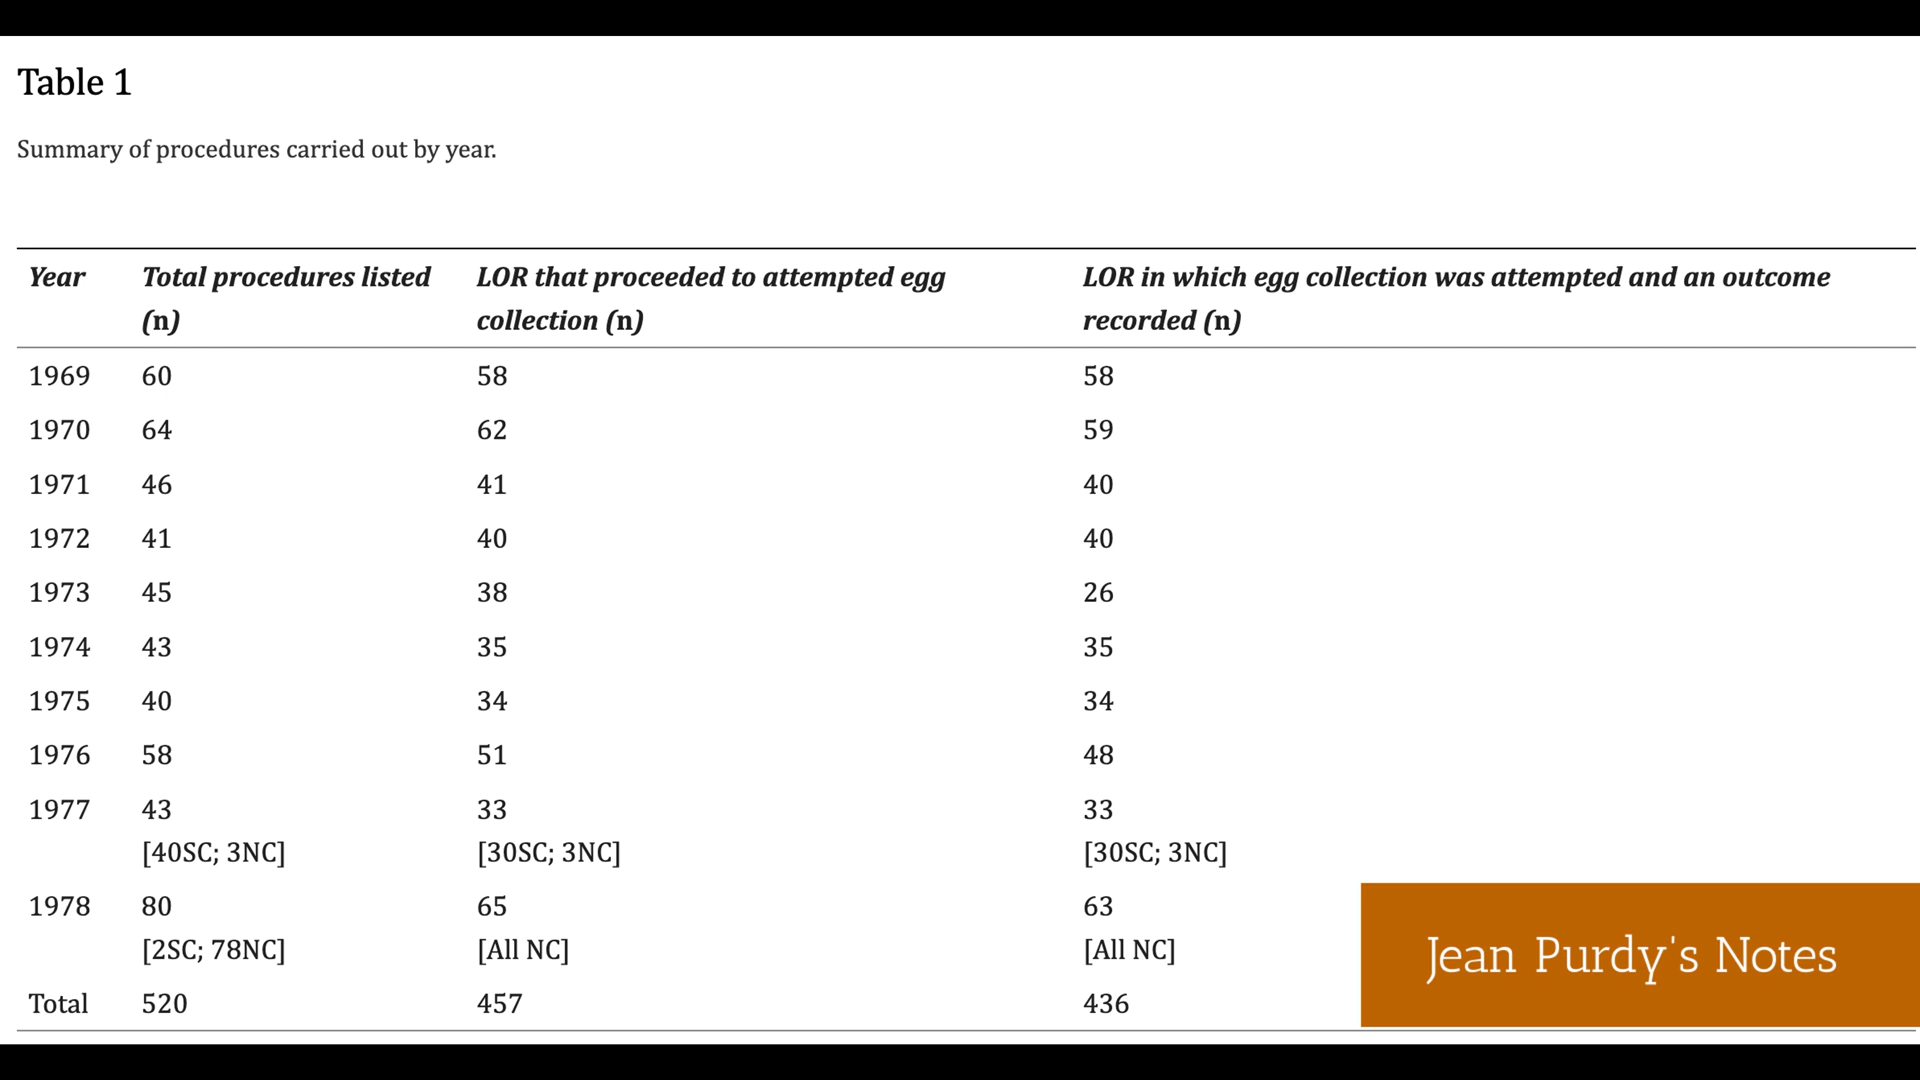 Table 1
Summary of procedures carried out by year.
Year Total procedures listed (n) LOR that proceeded to attempted egg collection (n) LOR in which egg collection was attempted and an outcome recorded (n)
1969 60 58 58
1970 64 62 59
1971 46 41 40
1972 41 40 40
1973 45 38 26
1974 43 35 35
1975 40 34 34
1976 58 51 48
1977 43 33 33
[40SC; 3NC] [30SC; 3NC] [30SC; 3NC]
1978 80 65 63
[2SC; 78NC] [All NC] [All NC]
Total 520 457 436
Jean Purdy's Notes